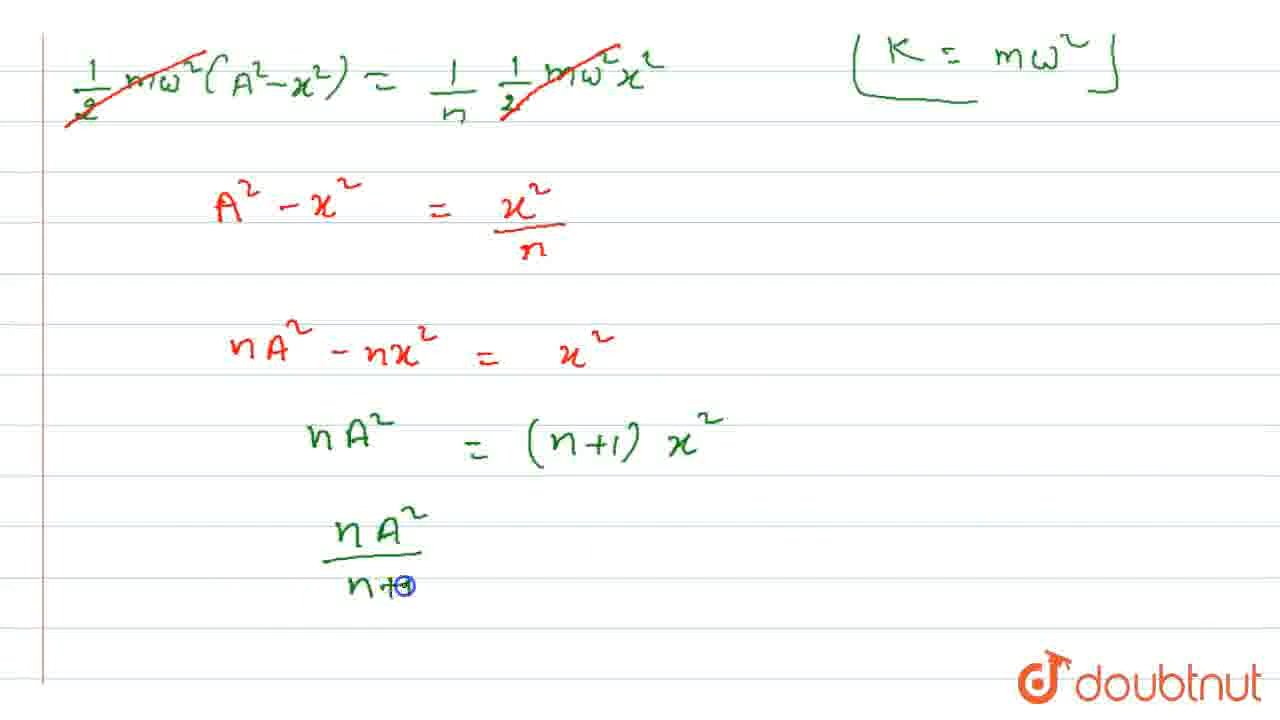 1/2 mω²(A²-x²) = 1/n 1/2 mω²x² [K = mω²]
A² - x² = x²/n
nA² - nx² = x²
nA² = (n+1) x²
nA²/n+1
doubtnut